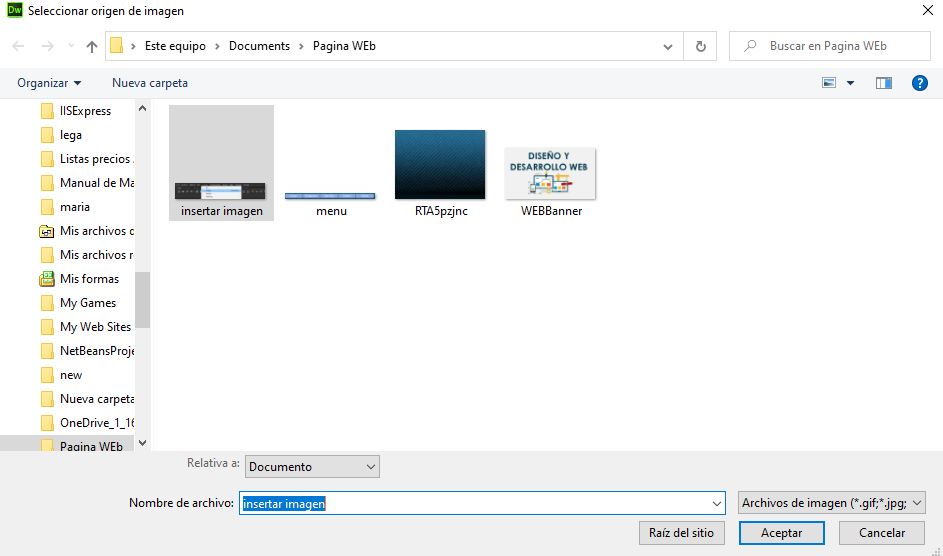 Dw Seleccionar origen de imagen
Este equipo > Documents > Pagina WEb
Buscar en Pagina WEb
Organizar
Nueva carpeta
?
IISExpress
lega
Listas precios
Manual de Ma
maria
Mis archivos d
Mis archivos r
Mis formas
My Games
My Web Sites
NetBeansProje
new
Nueva carpeta
OneDrive_1_16
Pagina WEb
insertar imagen
menu
RTA5pzjnc
DISEÑO Y
DESARROLLO WEB
WEBBanner
Relativa a: Documento
Nombre de archivo: insertar imagen
Archivos de imagen (*.gif;*.jpg;
Raíz del sitio
Aceptar
Cancelar